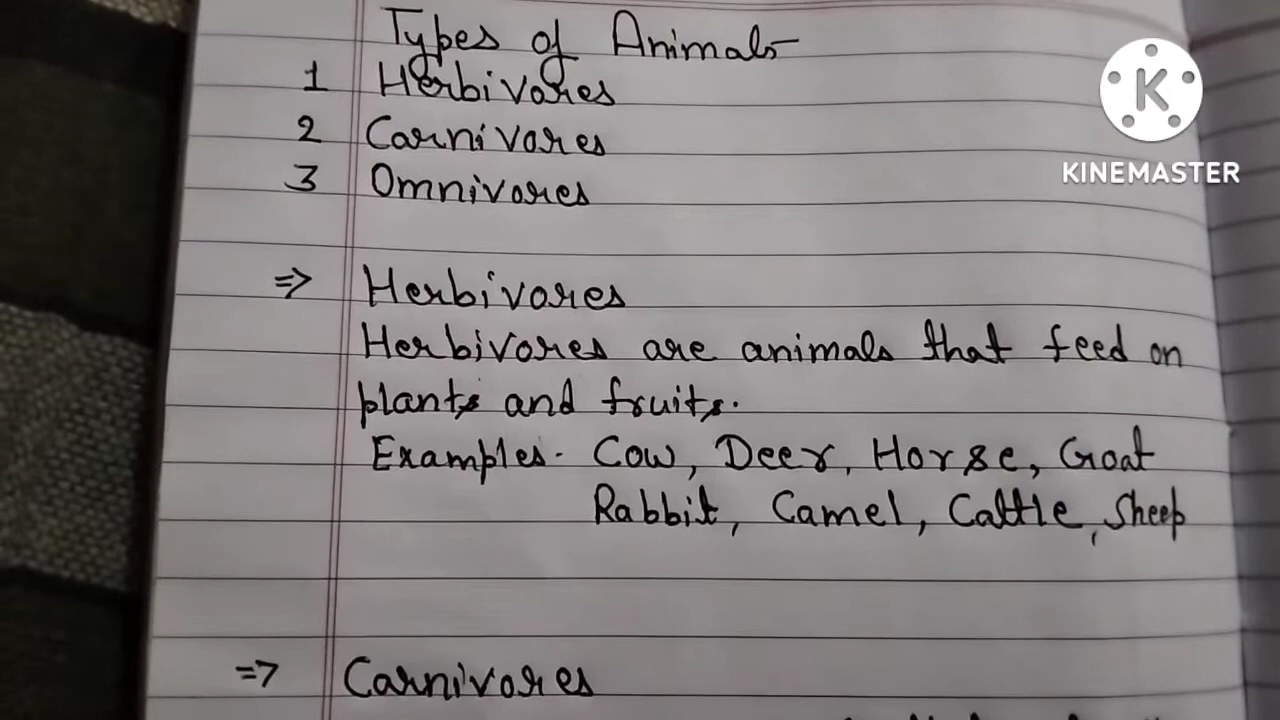 Types of Animals
1 Herbivores
2 Carnivores
3 Omnivores
⇒ Herbivores
Herbivores are animals that feed on
plants and fruits.
Examples- Cow, Deer, Horse, Goat
Rabbit, Camel, Cattle, Sheep
⇒ Carnivores
K
KINEMASTER